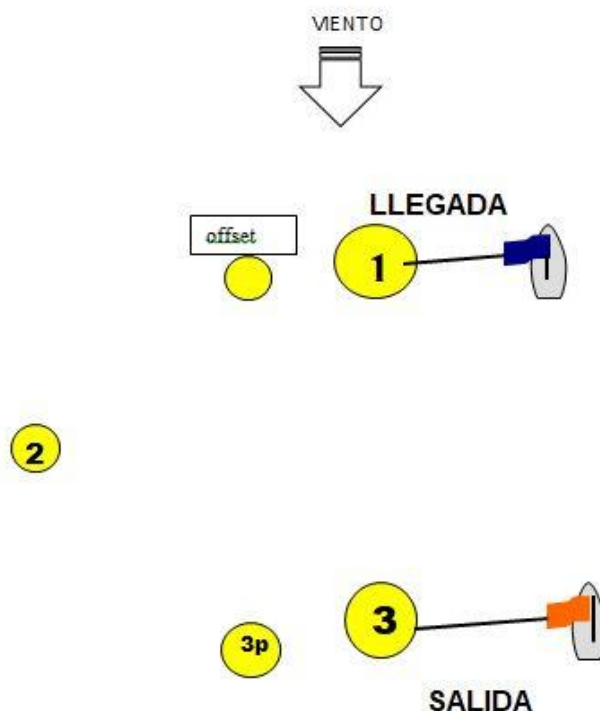 VIENTO
LLEGADA
offset
1
2
3
3p
SALIDA